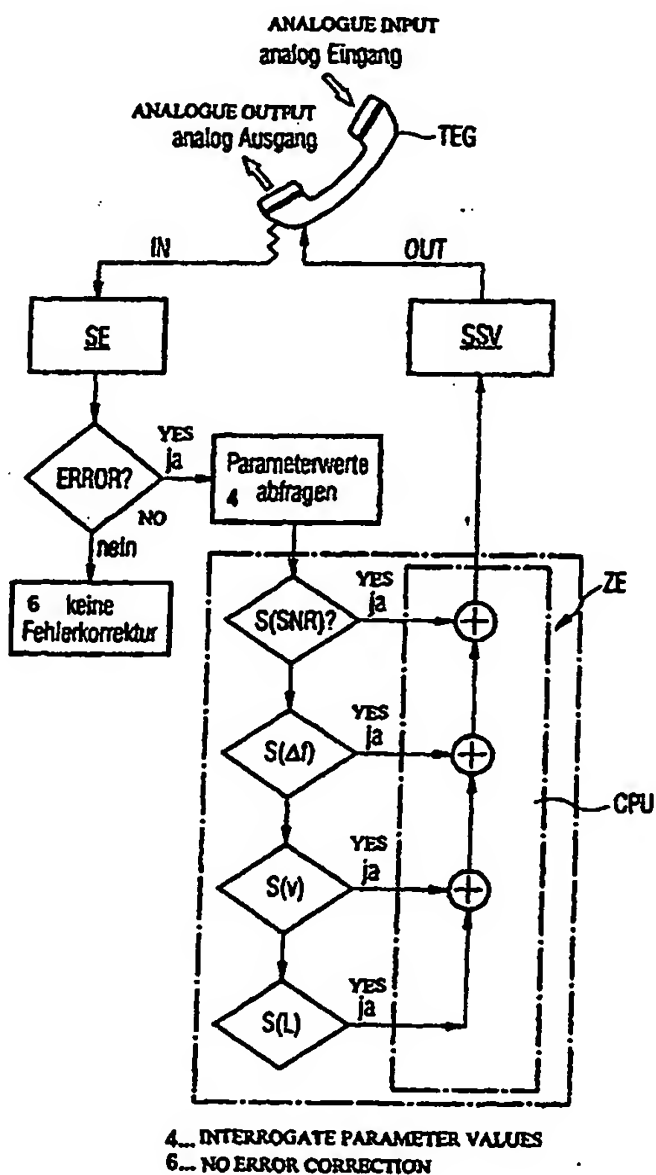 ANALOGUE INPUT
analog Eingang
ANALOGUE OUTPUT
analog Ausgang
TEG
IN
OUT
SE
SSV
ERROR?
YES
ja
Parameterwerte
4 abfragen
NO
nein
6 keine
Fehlerkorrektur
S(SNR)?
YES
ja
ZE
S(Δf)
YES
ja
CPU
S(v)
YES
ja
S(L)
YES
ja
4... INTERROGATE PARAMETER VALUES
6... NO ERROR CORRECTION